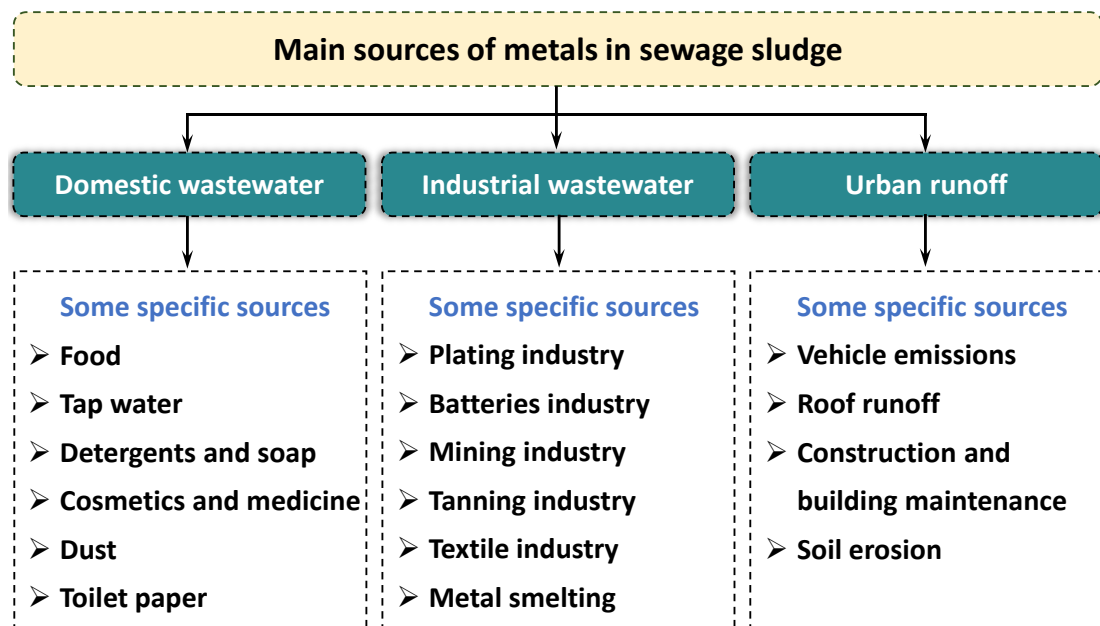 Main sources of metals in sewage sludge
Domestic wastewater
Industrial wastewater
Urban runoff
Some specific sources
➢ Food
➢ Tap water
➢ Detergents and soap
➢ Cosmetics and medicine
➢ Dust
➢ Toilet paper
Some specific sources
➢ Plating industry
➢ Batteries industry
➢ Mining industry
➢ Tanning industry
➢ Textile industry
➢ Metal smelting
Some specific sources
➢ Vehicle emissions
➢ Roof runoff
➢ Construction and
building maintenance
➢ Soil erosion